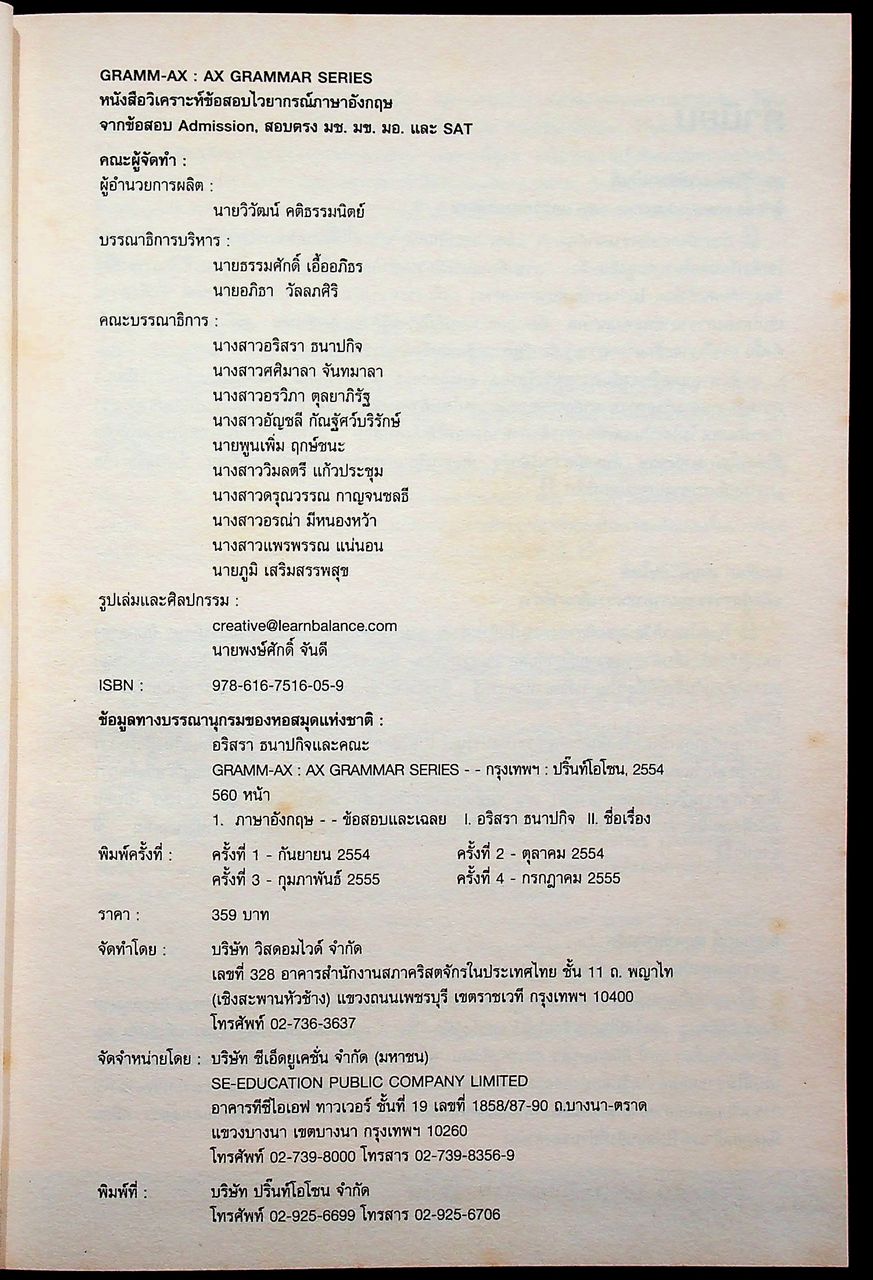 GRAMM-AX : AX GRAMMAR SERIES
หนังสือวิเคราะห์ข้อสอบไวยากรณ์ภาษาอังกฤษ
จากข้อสอบ Admission, สอบตรง มช. มข. มอ. และ SAT
คณะผู้จัดทำ :
ผู้อำนวยการผลิต :
นายวิวัฒน์ คติธรรมนิตย์
บรรณาธิการบริหาร :
นายธรรมศักดิ์ เอื้ออภิธร
นายอภิธา วัลลภศิริ
คณะบรรณาธิการ :
นางสาวอริสรา ธนาปกิจ
นางสาวศศิมาลา จันทมาลา
นางสาวอรวิภา ตุลยาภิรัฐ
นางสาวอัญชลี กัณฐัศว์บริรักษ์
นายพูนเพิ่ม ฤกษ์ชนะ
นางสาววิมลตรี แก้วประชุม
นางสาวดรุณวรรณ กาญจนชลธี
นางสาวอรณ่า มีหนองหว้า
นางสาวแพรพรรณ แน่นอน
นายภูมิ เสริมสรรพสุข
รูปเล่มและศิลปกรรม :
creative@learnbalance.com
นายพงษ์ศักดิ์ จันดี
ISBN : 978-616-7516-05-9
ข้อมูลทางบรรณานุกรมของหอสมุดแห่งชาติ :
อริสรา ธนาปกิจและคณะ
GRAMM-AX : AX GRAMMAR SERIES - - กรุงเทพฯ : ปริ๊นท์โอโซน, 2554
560 หน้า
1. ภาษาอังกฤษ - - ข้อสอบและเฉลย I. อริสรา ธนาปกิจ II. ชื่อเรื่อง
พิมพ์ครั้งที่ : ครั้งที่ 1 - กันยายน 2554 ครั้งที่ 2 - ตุลาคม 2554
ครั้งที่ 3 - กุมภาพันธ์ 2555 ครั้งที่ 4 - กรกฎาคม 2555
ราคา : 359 บาท
จัดทำโดย : บริษัท วิสดอมไวด์ จำกัด
เลขที่ 328 อาคารสำนักงานสภาคริสตจักรในประเทศไทย ชั้น 11 ถ. พญาไท
(เชิงสะพานหัวช้าง) แขวงถนนเพชรบุรี เขตราชเวที กรุงเทพฯ 10400
โทรศัพท์ 02-736-3637
จัดจำหน่ายโดย : บริษัท ซีเอ็ดยูเคชั่น จำกัด (มหาชน)
SE-EDUCATION PUBLIC COMPANY LIMITED
อาคารทีซีไอเอฟ ทาวเวอร์ ชั้นที่ 19 เลขที่ 1858/87-90 ถ.บางนา-ตราด
แขวงบางนา เขตบางนา กรุงเทพฯ 10260
โทรศัพท์ 02-739-8000 โทรสาร 02-739-8356-9
พิมพ์ที่ : บริษัท ปริ๊นท์โอโซน จำกัด
โทรศัพท์ 02-925-6699 โทรสาร 02-925-6706